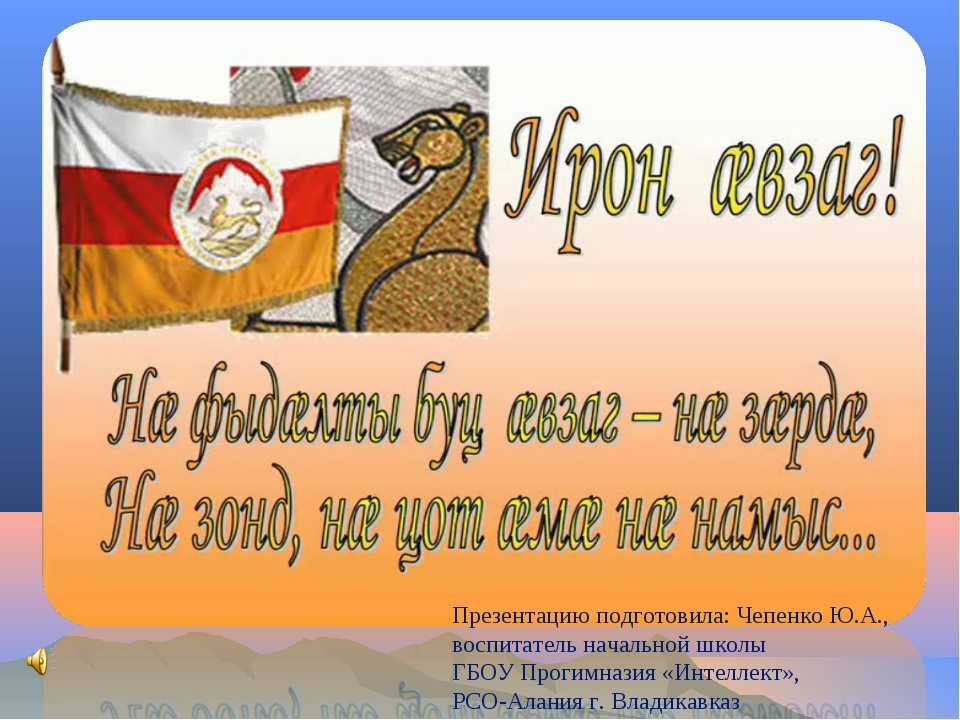 Ирон æвзаг!
Нæ фыдæлты буц æвзаг – нæ зæрдæ,
Нæ зонд, нæ цот æмæ нæ намыс...
Презентацию подготовила: Чепенко Ю.А.,
воспитатель начальной школы
ГБОУ Прогимназия «Интеллект»,
РСО-Алания г. Владикавказ